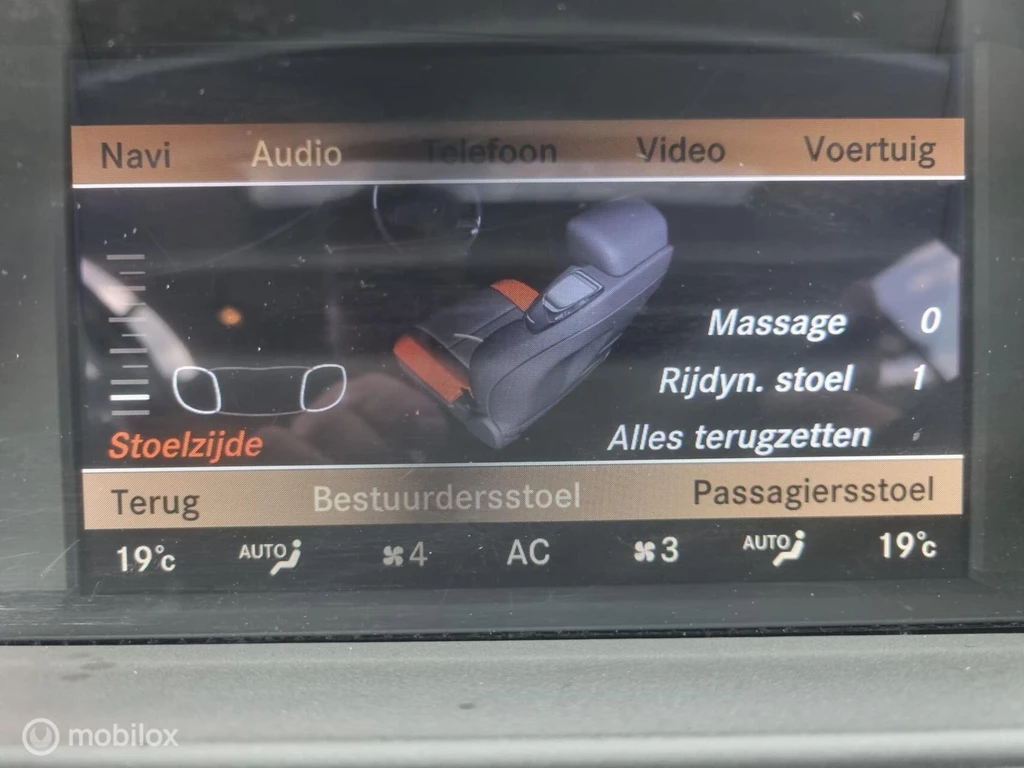 Navi Audio Telefoon Video Voertuig
Massage 0
Rijdyn. stoel 1
Alles terugzetten
Stoelzijde
Terug Bestuurdersstoel Passagiersstoel
19°c AUTO 4 AC 3 AUTO 19°c
mobilox